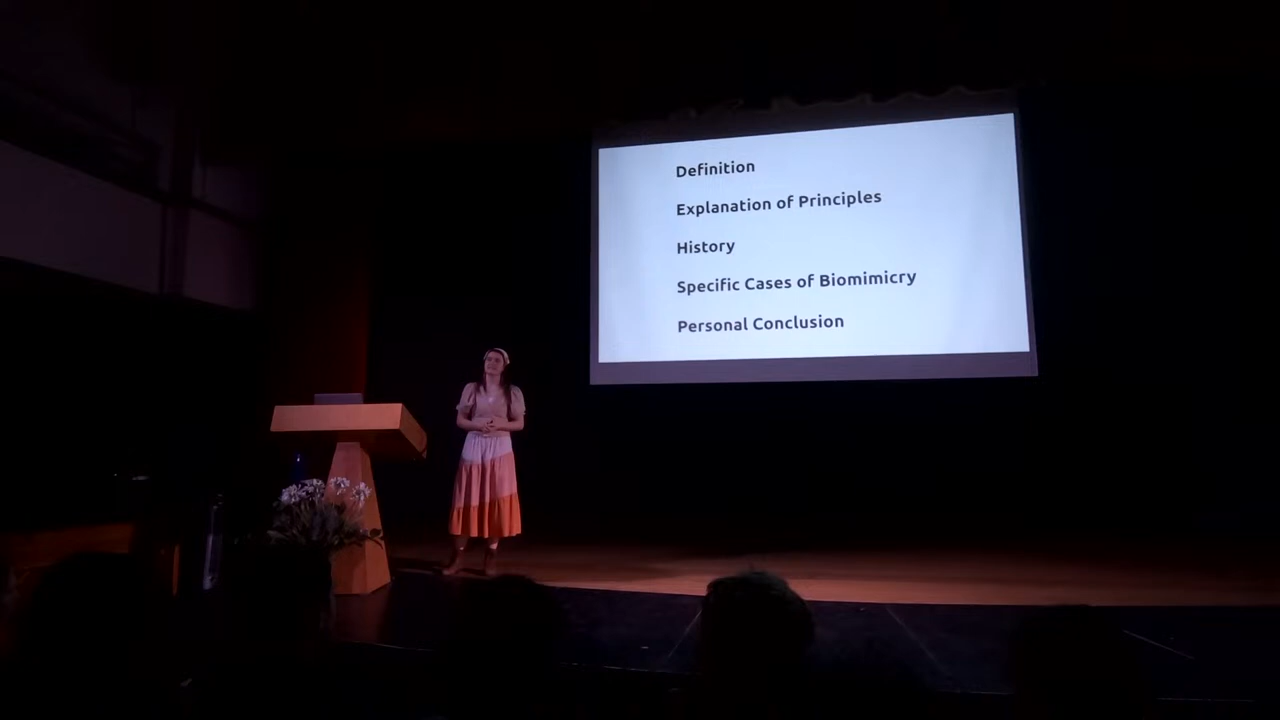 Definition
Explanation of Principles
History
Specific Cases of Biomimicry
Personal Conclusion